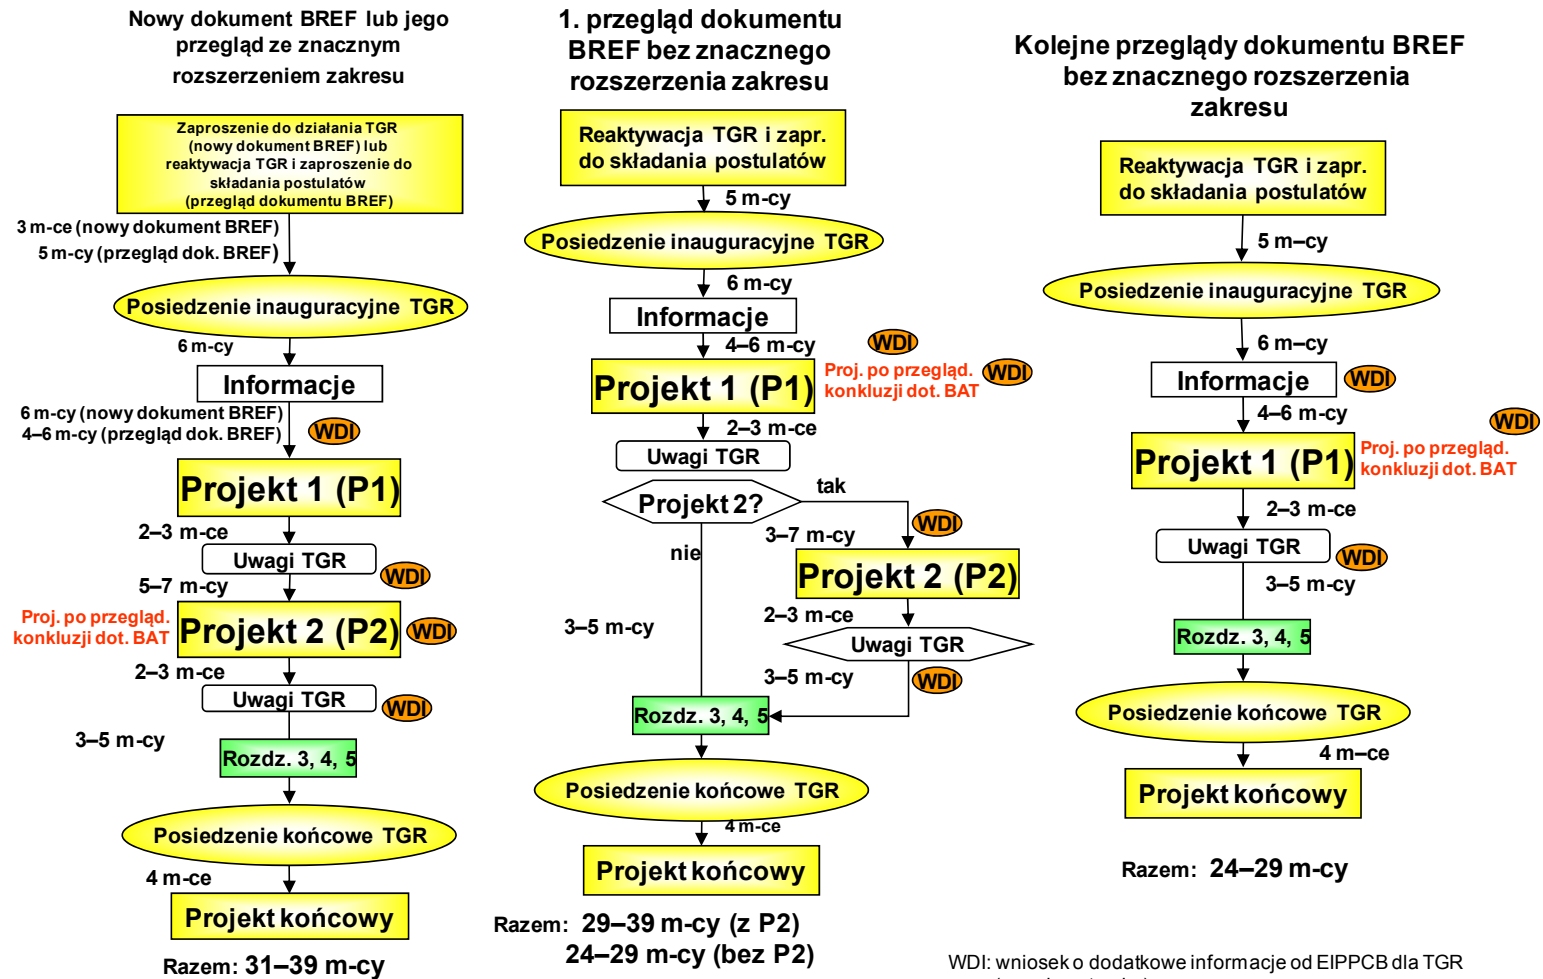 Nowy dokument BREF lub jego
przegląd ze znacznym
rozszerzeniem zakresu
Zaproszenie do działania TGR
(nowy dokument BREF) lub
reaktywacja TGR i zaproszenie do
składania postulatów
(przegląd dokumentu BREF)
3 m-ce (nowy dokument BREF)
5 m-cy (przegląd dok. BREF)
Posiedzenie inauguracyjne TGR
6 m-cy
Informacje
6 m-cy (nowy dokument BREF)
4–6 m-cy (przegląd dok. BREF)
WDI
Projekt 1 (P1)
2–3 m-ce
Uwagi TGR
WDI
5–7 m-cy
Proj. po przegląd.
konkluzji dot. BAT
Projekt 2 (P2)
WDI
2–3 m-ce
Uwagi TGR
WDI
3–5 m-cy
Rozdz. 3, 4, 5
Posiedzenie końcowe TGR
4 m-ce
Projekt końcowy
Razem: 31–39 m-cy
1. przegląd dokumentu
BREF bez znacznego
rozszerzenia zakresu
Reaktywacja TGR i zapr.
do składania postulatów
5 m-cy
Posiedzenie inauguracyjne TGR
6 m-cy
Informacje
4–6 m-cy
WDI
Projekt 1 (P1)
Proj. po przegląd.
konkluzji dot. BAT
WDI
2–3 m-ce
Uwagi TGR
Projekt 2?
tak
nie
3–7 m-cy
WDI
Projekt 2 (P2)
2–3 m-ce
3–5 m-cy
Uwagi TGR
3–5 m-cy
WDI
Rozdz. 3, 4, 5
Posiedzenie końcowe TGR
4 m-ce
Projekt końcowy
Razem: 29–39 m-cy (z P2)
24–29 m-cy (bez P2)
Kolejne przeglądy dokumentu BREF
bez znacznego rozszerzenia
zakresu
Reaktywacja TGR i zapr.
do składania postulatów
5 m–cy
Posiedzenie inauguracyjne TGR
6 m–cy
Informacje
WDI
4–6 m-cy
WDI
Projekt 1 (P1)
Proj. po przegląd.
konkluzji dot. BAT
2–3 m-ce
Uwagi TGR
WDI
3–5 m-cy
Rozdz. 3, 4, 5
Posiedzenie końcowe TGR
4 m–ce
Projekt końcowy
Razem: 24–29 m-cy
WDI: wniosek o dodatkowe informacje od EIPPCB dla TGR